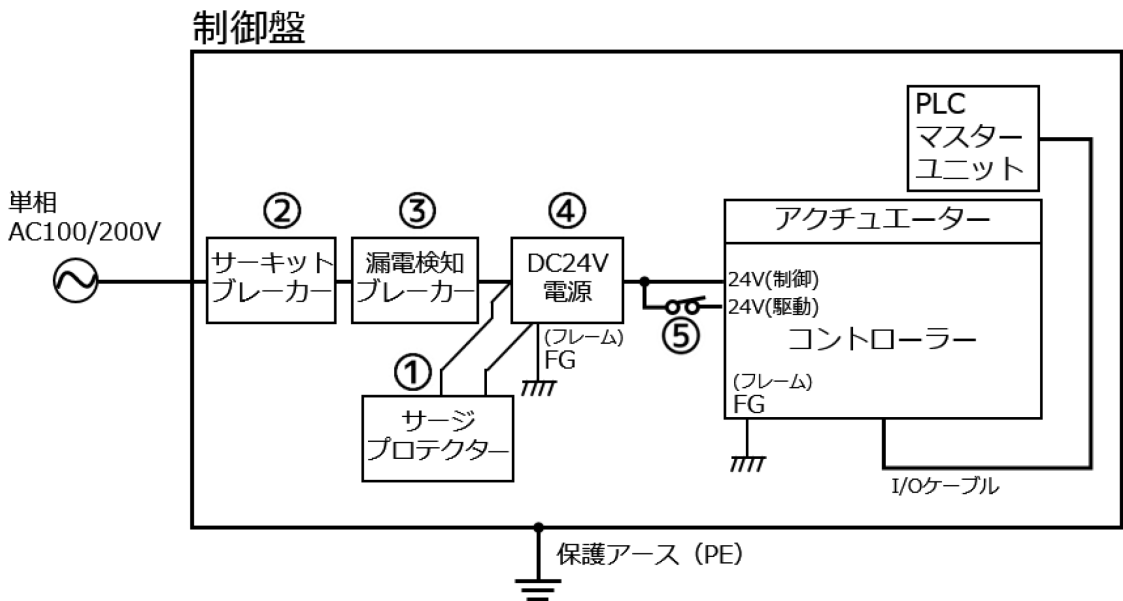 制御盤
PLC
マスター
ユニット
単相
AC100/200V
②
③
④
サーキット
ブレーカー
漏電検知
ブレーカー
DC24V
電源
アクチュエーター
24V(制御)
24V(駆動)
⑤
コントローラー
(フレーム)
FG
①
(フレーム)
FG
サージ
プロテクター
I/Oケーブル
保護アース（PE）